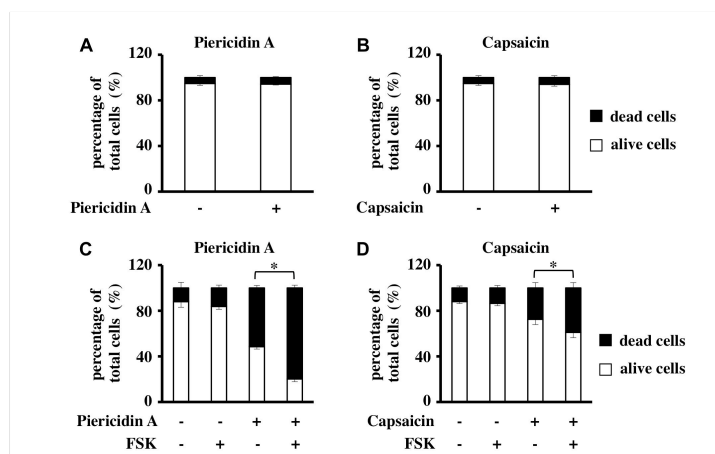 A
Piericidin A
percentage of
total cells (%)
120
80
40
0
Piericidin A - +
B
Capsaicin
percentage of
total cells (%)
120
80
40
0
Capsaicin - +
dead cells
alive cells
C
Piericidin A
percentage of
total cells (%)
120
80
40
0
*
Piericidin A - - + +
FSK - + - +
D
Capsaicin
percentage of
total cells (%)
120
80
40
0
*
Capsaicin - - + +
FSK - + - +
dead cells
alive cells